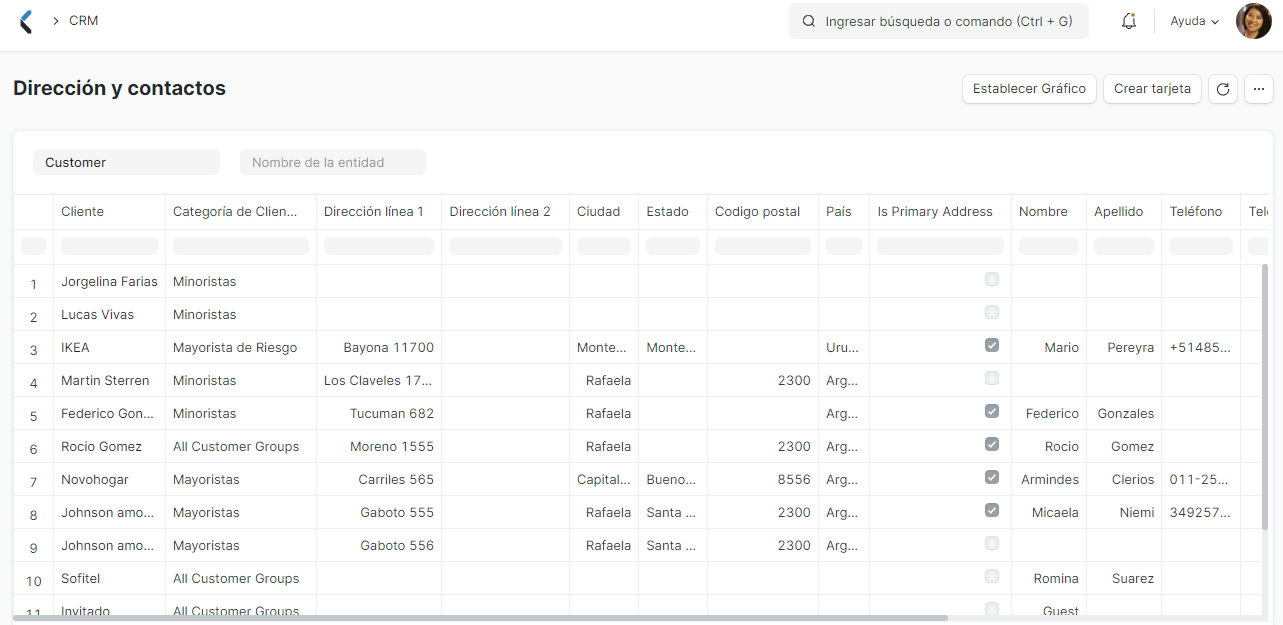 CRM
Ingresar búsqueda o comando (Ctrl + G)
Ayuda
Dirección y contactos
Establecer Gráfico
Crear tarjeta
Customer
Nombre de la entidad
Cliente Categoría de Clien... Dirección línea 1 Dirección línea 2 Ciudad Estado Codigo postal País Is Primary Address Nombre Apellido Teléfono
1 Jorgelina Farias Minoristas
2 Lucas Vivas Minoristas
3 IKEA Mayorista de Riesgo Bayona 11700 Monte... Monte... Uru... Mario Pereyra +51485...
4 Martin Sterren Minoristas Los Claveles 17... Rafaela 2300 Arg...
5 Federico Gon... Minoristas Tucuman 682 Rafaela Arg... Federico Gonzales
6 Rocio Gomez All Customer Groups Moreno 1555 Rafaela 2300 Arg... Rocio Gomez
7 Novohogar Mayoristas Carriles 565 Capital... Bueno... 8556 Arg... Armindes Clerios 011-25...
8 Johnson amo... Mayoristas Gaboto 555 Rafaela Santa ... 2300 Arg... Micaela Niemi 349257...
9 Johnson amo... Mayoristas Gaboto 556 Rafaela Santa ... 2300 Arg...
10 Sofitel All Customer Groups Romina Suarez
11 Invitado All Customer Groups Guest